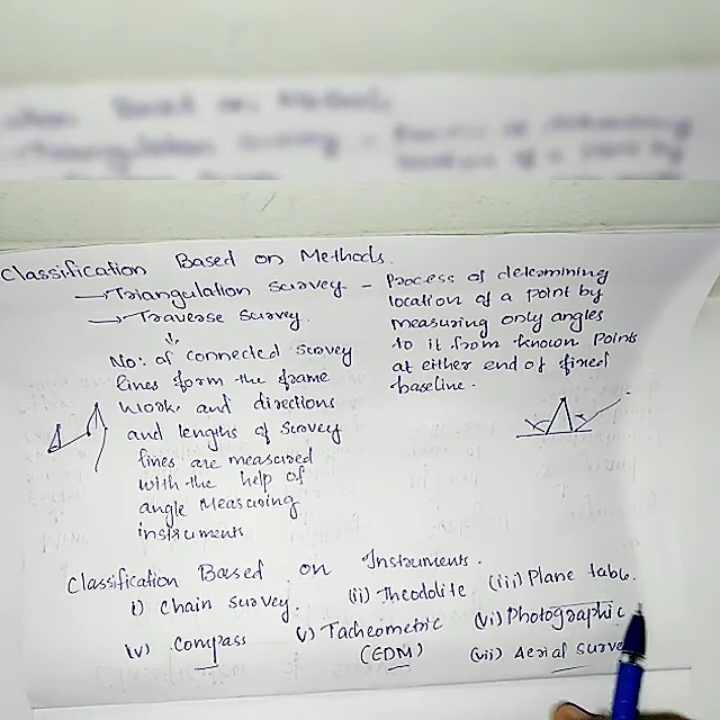 Classification Based on Methods.
→ Triangulation survey - Process of determining
location of a point by
measuring only angles
to it from known points
at either end of fixed
baseline.
→ Traverse survey.
No: of connected survey
lines form the frame
work, and directions
and lengths of survey
lines are measured
with the help of
angle Measuring
instruments
Classification Based on Instruments.
i) Chain survey. (ii) Theodolite (iii) Plane table.
iv) Compass v) Tacheometric (vi) Photographic
(EDM) (vii) Aerial surve